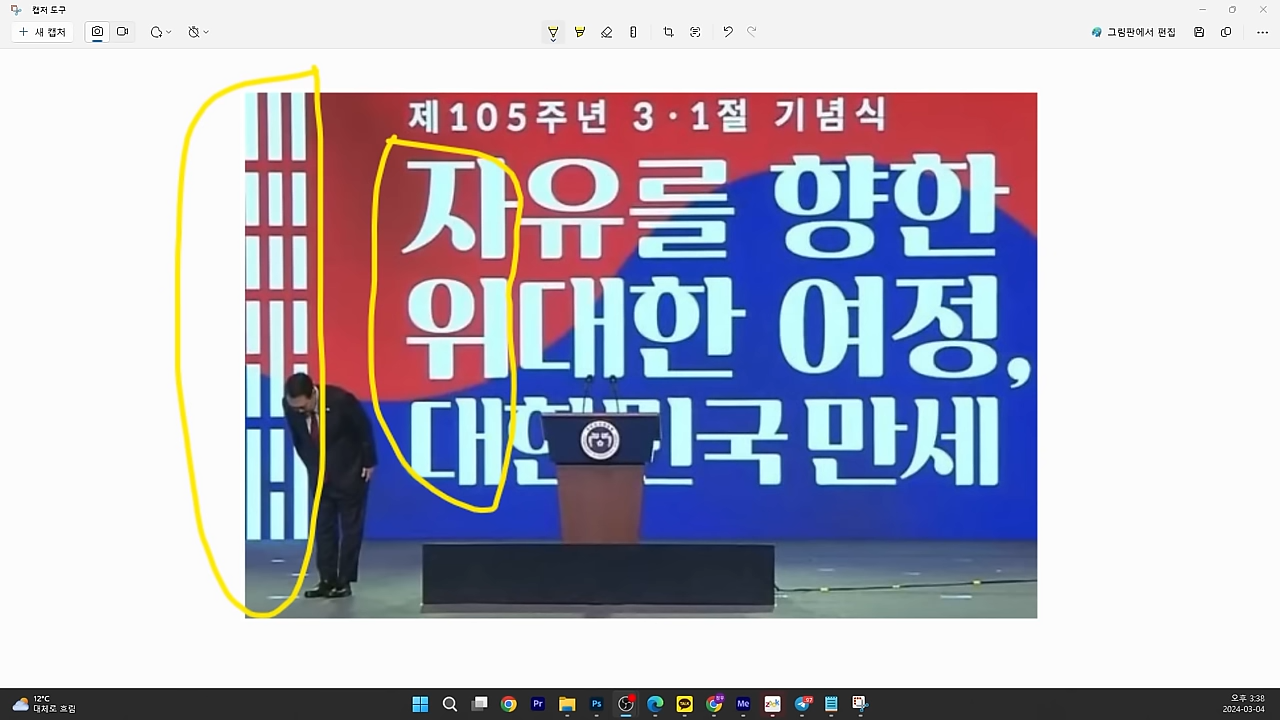 캡처 도구
새 캡처
그림판에서 편집
제105주년 3·1절 기념식
자유를 향한
위대한 여정,
대한민국 만세
12°C
대체로 흐림
오후 3:38
2024-03-04